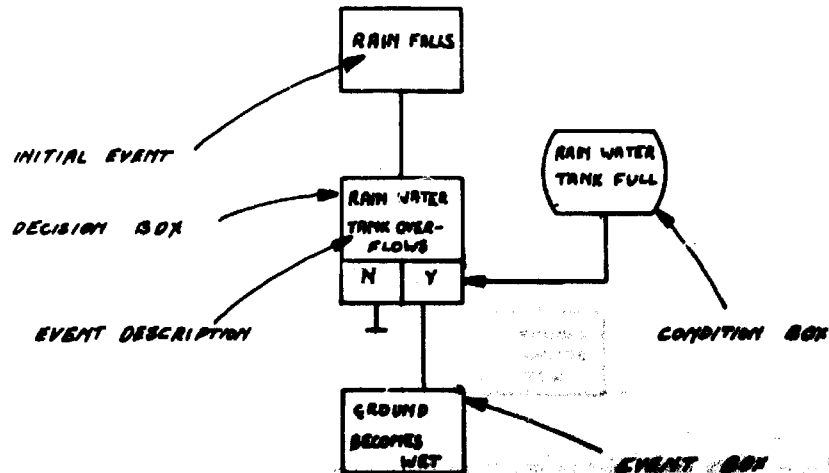 RAIN FALLS
INITIAL EVENT
RAIN WATER
TANK FULL
DECISION BOX
RAIN WATER
TANK OVER-
FLOWS
N Y
EVENT DESCRIPTION
CONDITION BOX
GROUND
BECOMES
WET
EVENT BOX